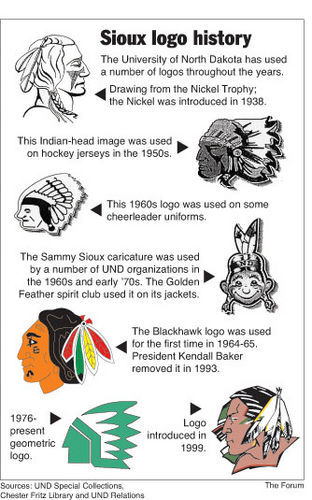 Sioux logo history
The University of North Dakota has used
a number of logos throughout the years.
Drawing from the Nickel Trophy;
the Nickel was introduced in 1938.
This Indian-head image was used
on hockey jerseys in the 1950s.
This 1960s logo was used on some
cheerleader uniforms.
The Sammy Sioux caricature was used
by a number of UND organizations in
the 1960s and early '70s. The Golden
Feather spirit club used it on its jackets.
UND
The Blackhawk logo was used
for the first time in 1964-65.
President Kendall Baker
removed it in 1993.
1976-
present
geometric
logo.
Logo
introduced in
1999.
Sources: UND Special Collections,
Chester Fritz Library and UND Relations
The Forum